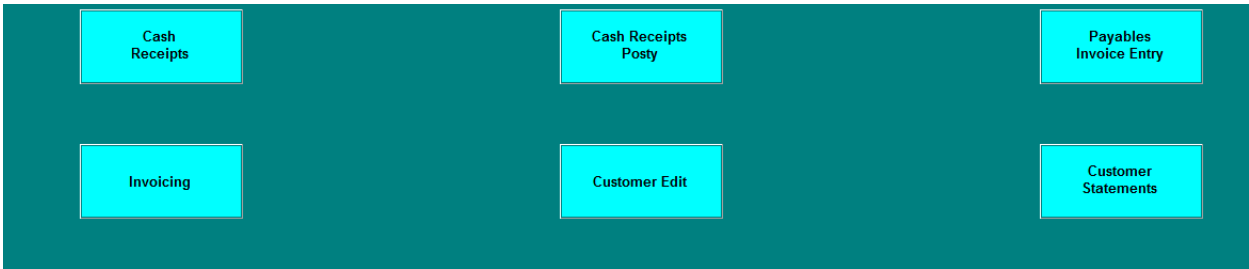 Cash
Receipts
Cash Receipts
Posty
Payables
Invoice Entry
Invoicing
Customer Edit
Customer
Statements